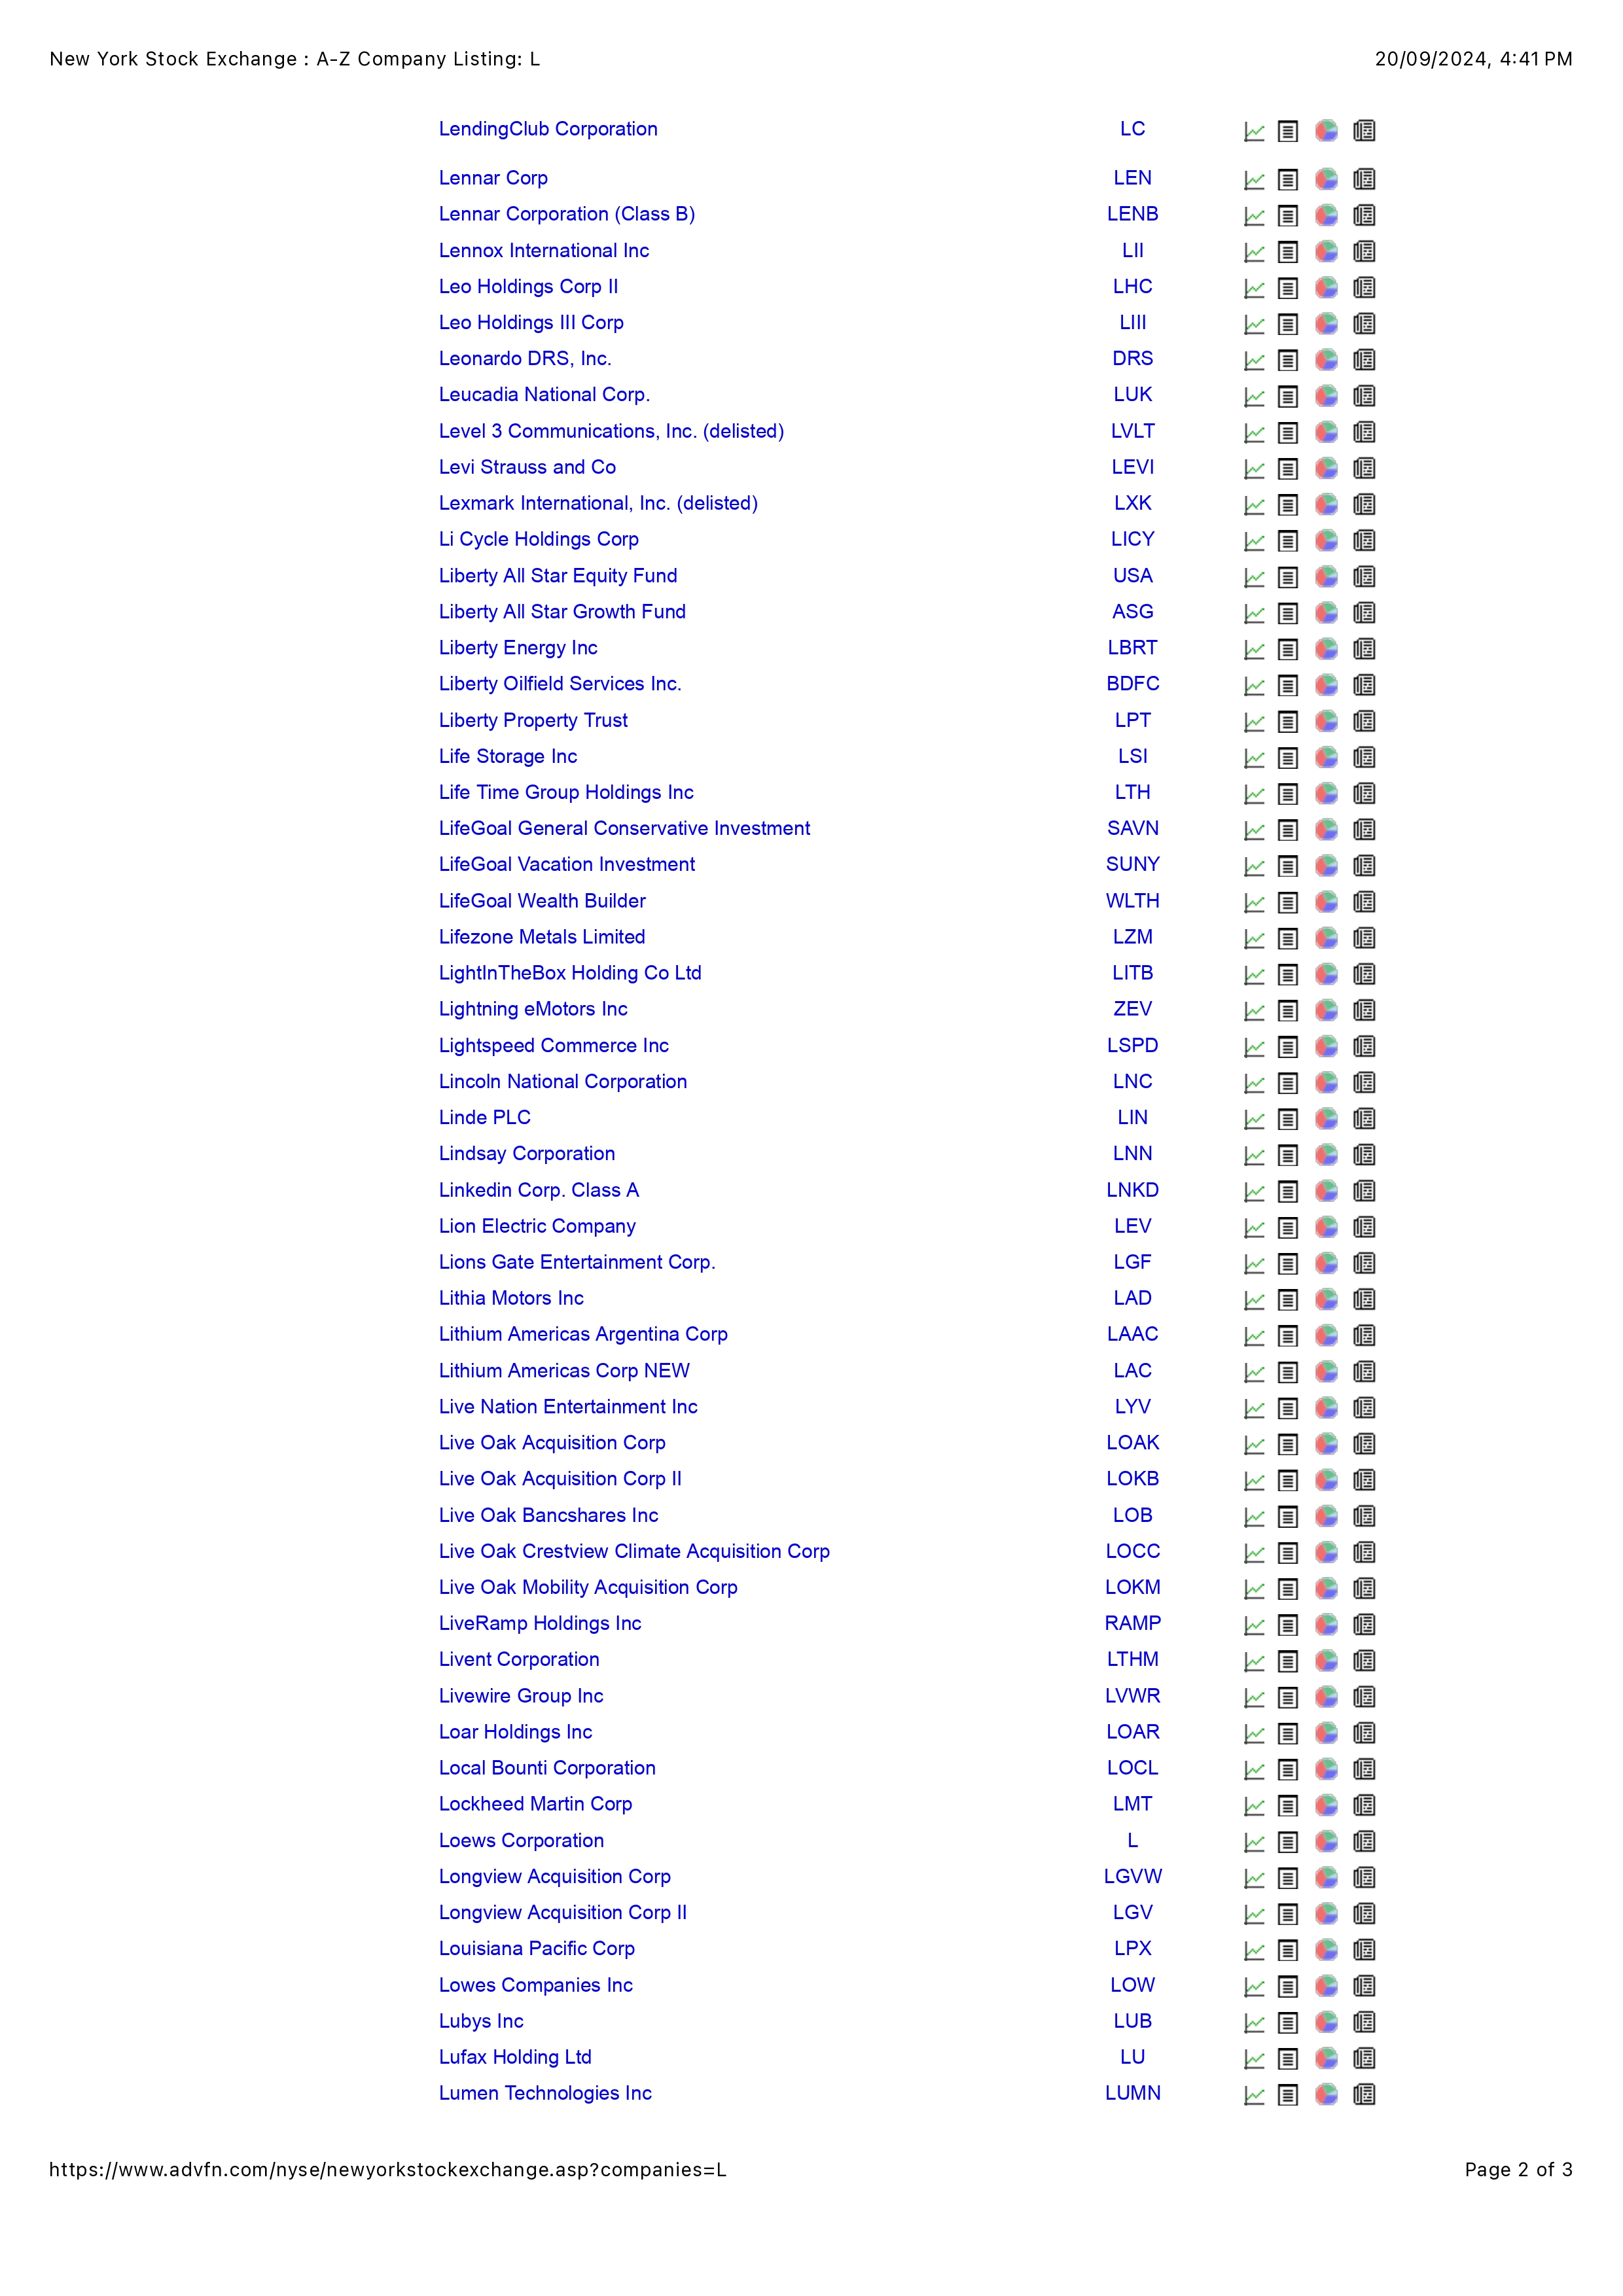 New York Stock Exchange : A-Z Company Listing: L 20/09/2024, 4:41 PM
LendingClub Corporation LC
Lennar Corp LEN
Lennar Corporation (Class B) LENB
Lennox International Inc LII
Leo Holdings Corp II LHC
Leo Holdings III Corp LIII
Leonardo DRS, Inc. DRS
Leucadia National Corp. LUK
Level 3 Communications, Inc. (delisted) LVLT
Levi Strauss and Co LEVI
Lexmark International, Inc. (delisted) LXK
Li Cycle Holdings Corp LICY
Liberty All Star Equity Fund USA
Liberty All Star Growth Fund ASG
Liberty Energy Inc LBRT
Liberty Oilfield Services Inc. BDFC
Liberty Property Trust LPT
Life Storage Inc LSI
Life Time Group Holdings Inc LTH
LifeGoal General Conservative Investment SAVN
LifeGoal Vacation Investment SUNY
LifeGoal Wealth Builder WLTH
Lifezone Metals Limited LZM
LightInTheBox Holding Co Ltd LITB
Lightning eMotors Inc ZEV
Lightspeed Commerce Inc LSPD
Lincoln National Corporation LNC
Linde PLC LIN
Lindsay Corporation LNN
Linkedin Corp. Class A LNKD
Lion Electric Company LEV
Lions Gate Entertainment Corp. LGF
Lithia Motors Inc LAD
Lithium Americas Argentina Corp LAAC
Lithium Americas Corp NEW LAC
Live Nation Entertainment Inc LYV
Live Oak Acquisition Corp LOAK
Live Oak Acquisition Corp II LOKB
Live Oak Bancshares Inc LOB
Live Oak Crestview Climate Acquisition Corp LOCC
Live Oak Mobility Acquisition Corp LOKM
LiveRamp Holdings Inc RAMP
Livent Corporation LTHM
Livewire Group Inc LVWR
Loar Holdings Inc LOAR
Local Bounti Corporation LOCL
Lockheed Martin Corp LMT
Loews Corporation L
Longview Acquisition Corp LGVW
Longview Acquisition Corp II LGV
Louisiana Pacific Corp LPX
Lowes Companies Inc LOW
Lubys Inc LUB
Lufax Holding Ltd LU
Lumen Technologies Inc LUMN
https://www.advfn.com/nyse/newyorkstockexchange.asp?companies=L Page 2 of 3